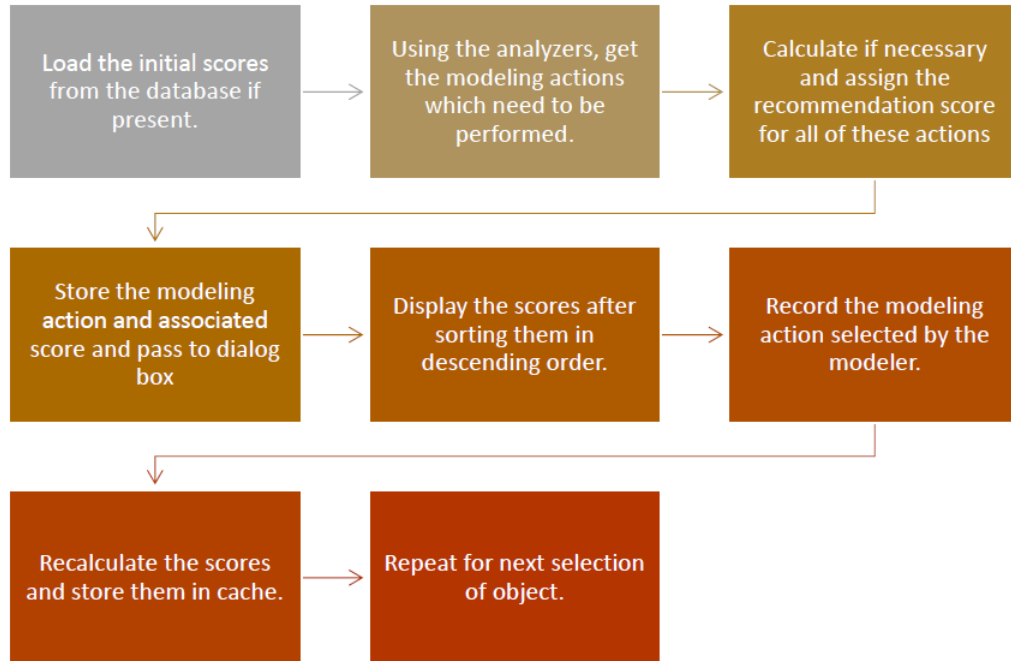 Load the initial scores
from the database if
present.
Using the analyzers, get
the modeling actions
which need to be
performed.
Calculate if necessary
and assign the
recommendation score
for all of these actions
Store the modeling
action and associated
score and pass to dialog
box
Display the scores after
sorting them in
descending order.
Record the modeling
action selected by the
modeler.
Recalculate the scores
and store them in cache.
Repeat for next selection
of object.